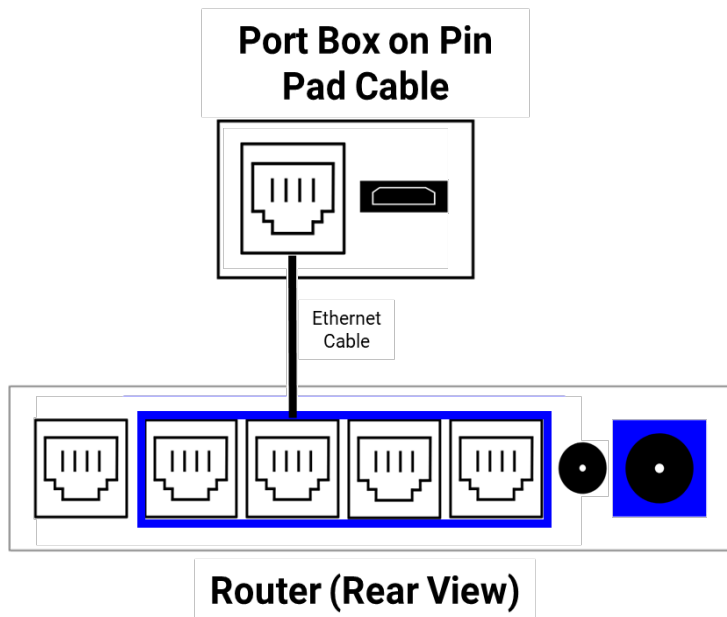 Port Box on Pin
Pad Cable
Ethernet
Cable
Router (Rear View)